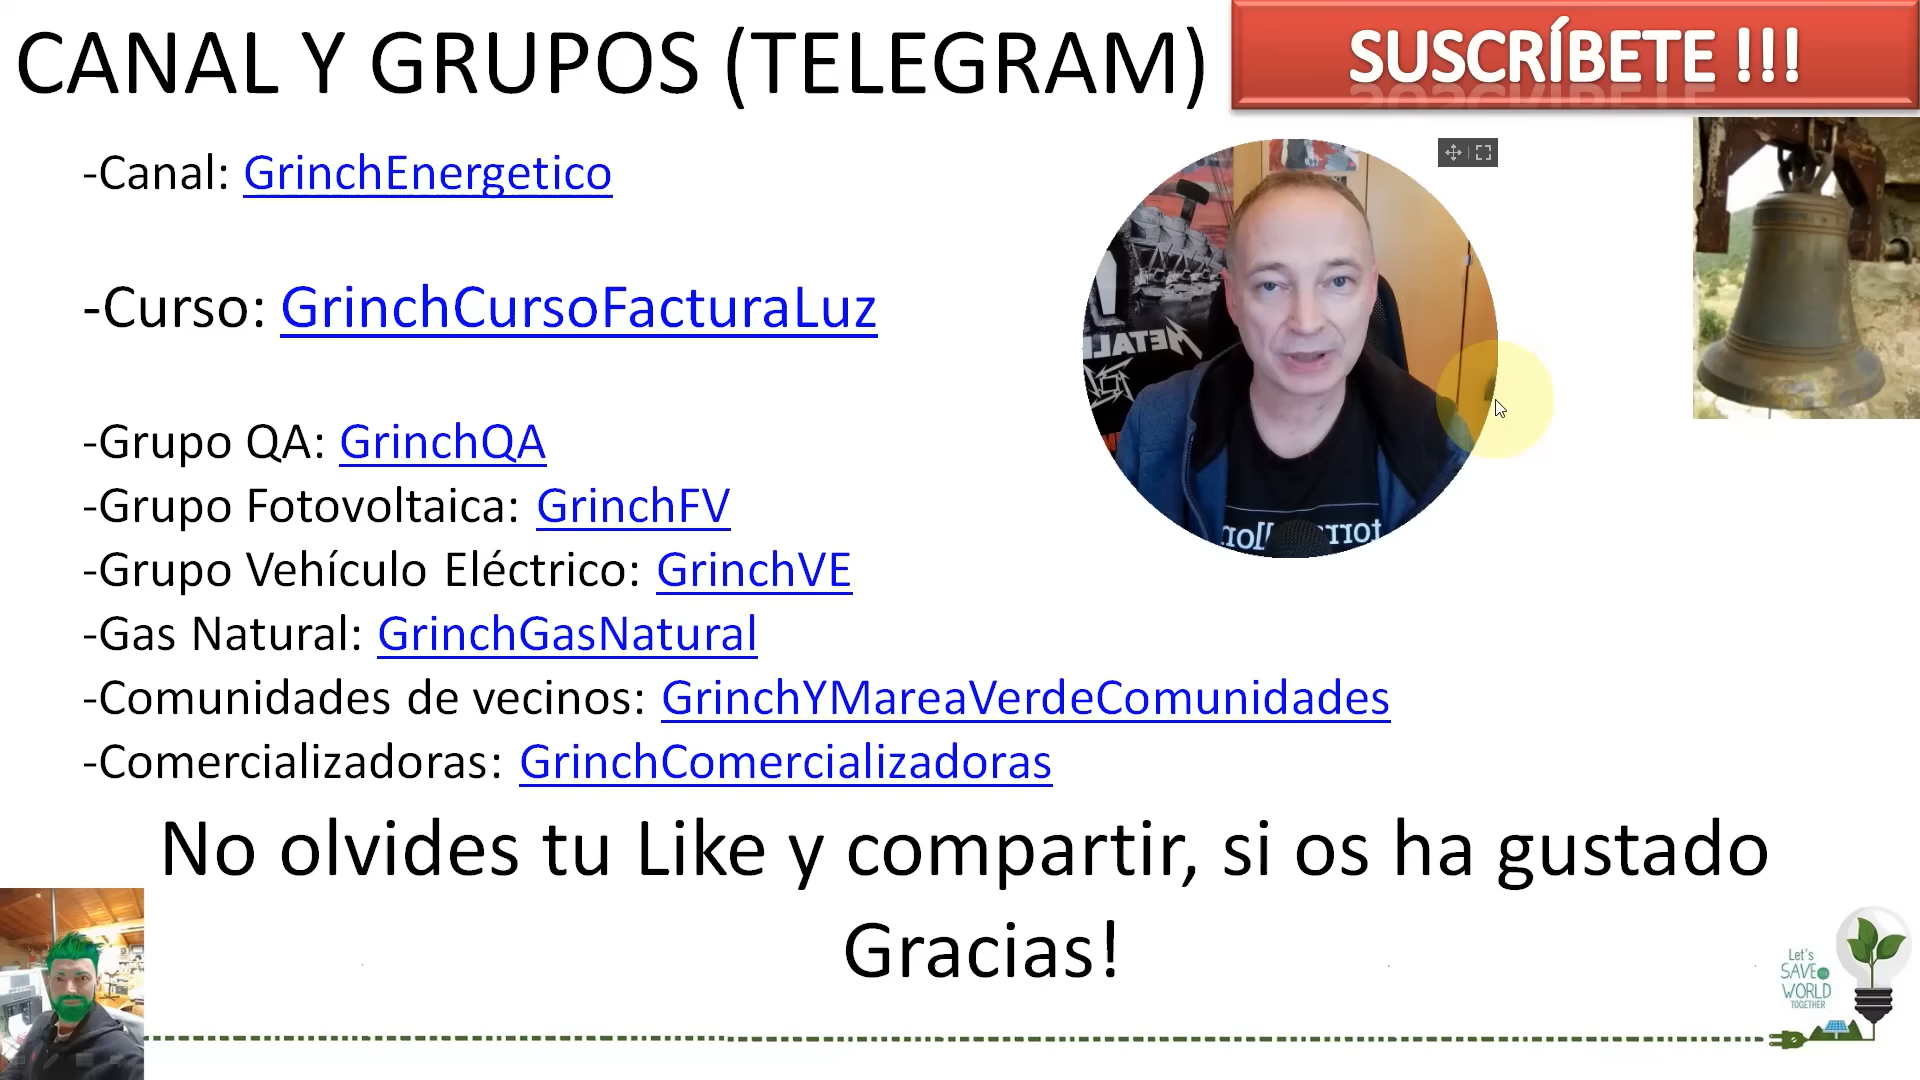 CANAL Y GRUPOS (TELEGRAM)
SUSCRÍBETE !!!
-Canal: GrinchEnergetico
-Curso: GrinchCursoFacturaLuz
-Grupo QA: GrinchQA
-Grupo Fotovoltaica: GrinchFV
-Grupo Vehículo Eléctrico: GrinchVE
-Gas Natural: GrinchGasNatural
-Comunidades de vecinos: GrinchYMareaVerdeComunidades
-Comercializadoras: GrinchComercializadoras
No olvides tu Like y compartir, si os ha gustado
Gracias!
Let's
SAVE
WORLD
TOGETHER